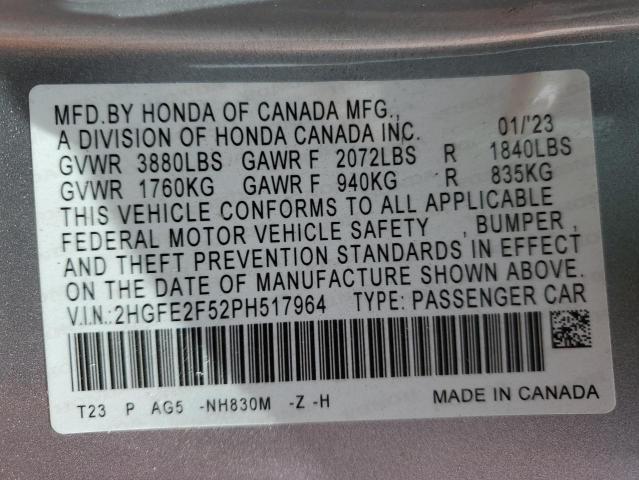 MFD.BY HONDA OF CANADA MFG.,
A DIVISION OF HONDA CANADA INC. 01/'23
GVWR 3880LBS GAWR F 2072LBS R 1840LBS
GVWR 1760KG GAWR F 940KG R 835KG
THIS VEHICLE CONFORMS TO ALL APPLICABLE
FEDERAL MOTOR VEHICLE SAFETY , BUMPER ,
AND THEFT PREVENTION STANDARDS IN EFFECT
ON THE DATE OF MANUFACTURE SHOWN ABOVE.
V.I.N.:2HGFE2F52PH517964 TYPE: PASSENGER CAR
T23 P AG5 -NH830M -Z -H MADE IN CANADA